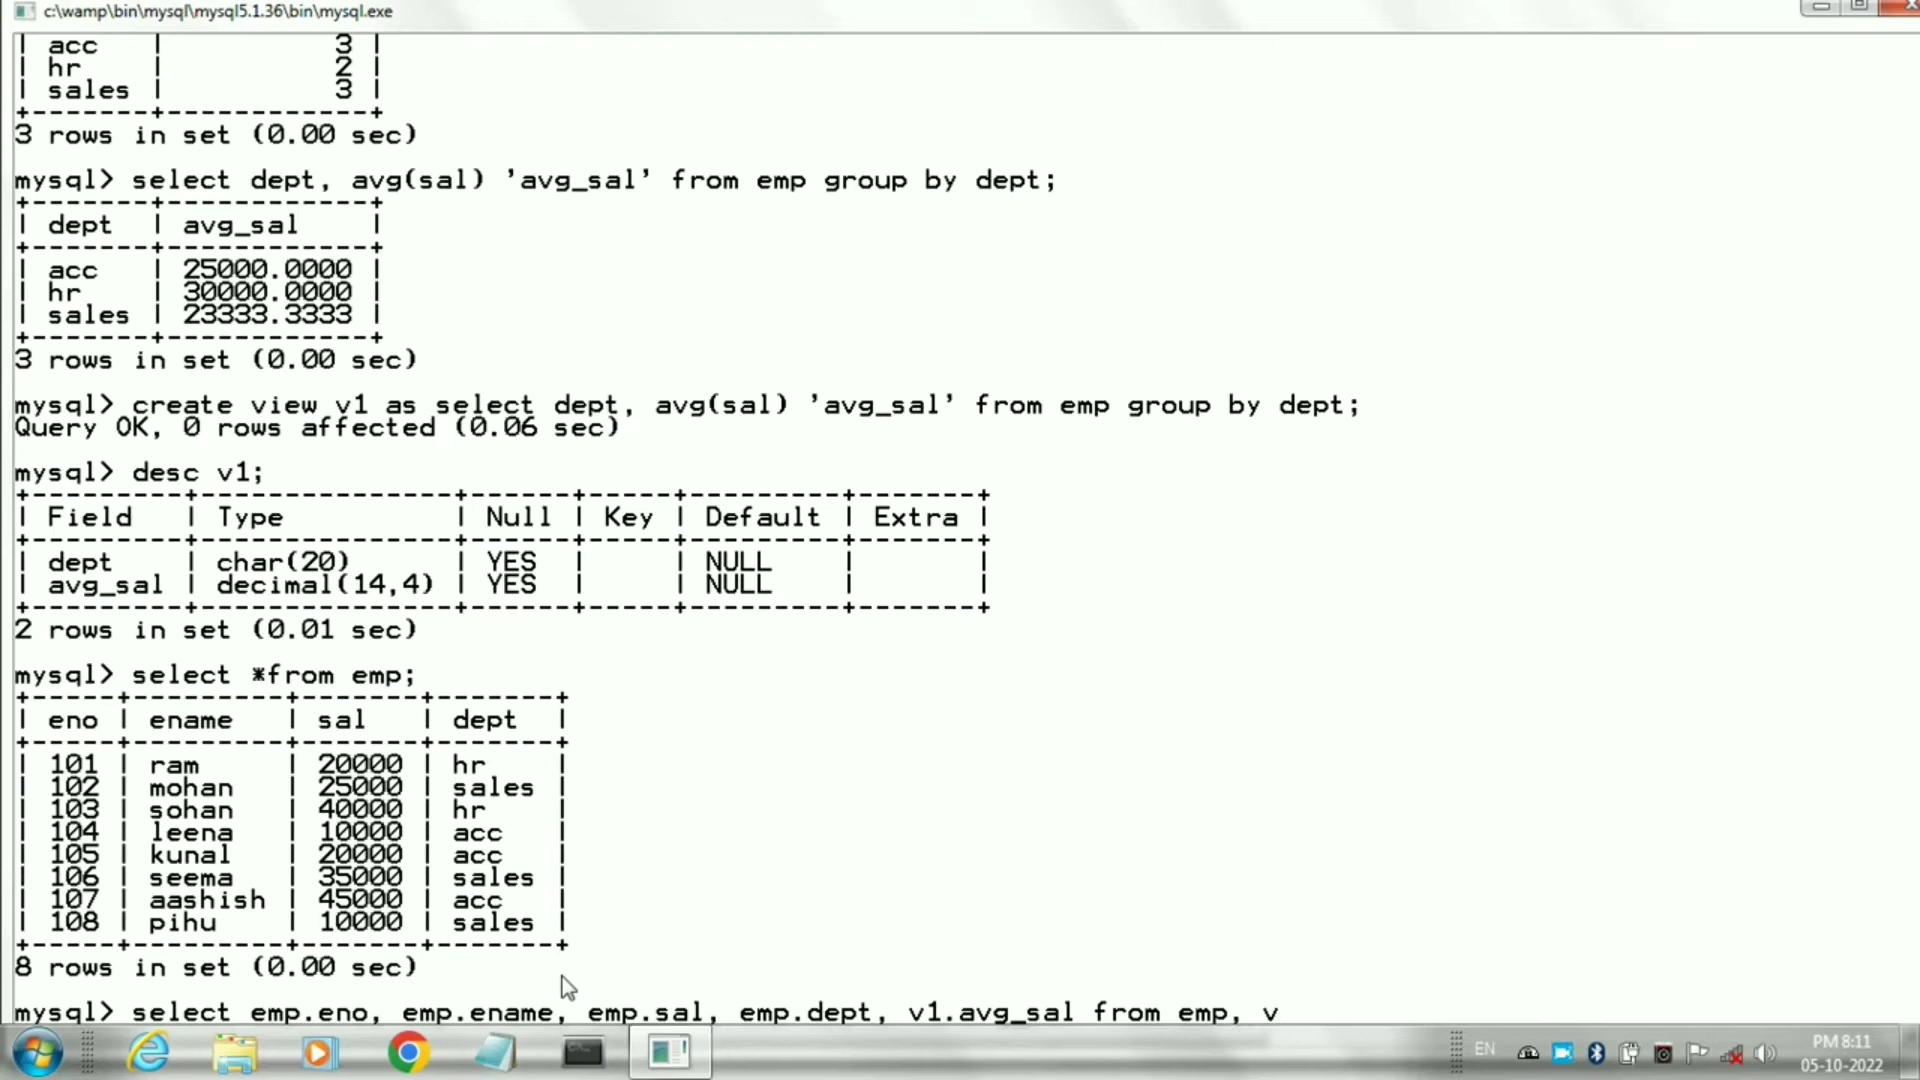 c:\wamp\bin\mysql\mysql5.1.36\bin\mysql.exe
| acc | 3 |
| hr | 2 |
| sales | 3 |
+-------+------------+
3 rows in set (0.00 sec)
mysql> select dept, avg(sal) 'avg_sal' from emp group by dept;
+-------+------------+
| dept | avg_sal |
+-------+------------+
| acc | 25000.0000 |
| hr | 30000.0000 |
| sales | 23333.3333 |
+-------+------------+
3 rows in set (0.00 sec)
mysql> create view v1 as select dept, avg(sal) 'avg_sal' from emp group by dept;
Query OK, 0 rows affected (0.06 sec)
mysql> desc v1;
+---------+---------------+------+-----+---------+-------+
| Field | Type | Null | Key | Default | Extra |
+---------+---------------+------+-----+---------+-------+
| dept | char(20) | YES | | NULL | |
| avg_sal | decimal(14,4) | YES | | NULL | |
+---------+---------------+------+-----+---------+-------+
2 rows in set (0.01 sec)
mysql> select *from emp;
+-----+---------+-------+-------+
| eno | ename | sal | dept |
+-----+---------+-------+-------+
| 101 | ram | 20000 | hr |
| 102 | mohan | 25000 | sales |
| 103 | sohan | 40000 | hr |
| 104 | leena | 10000 | acc |
| 105 | kunal | 20000 | acc |
| 106 | seema | 35000 | sales |
| 107 | aashish | 45000 | acc |
| 108 | pihu | 10000 | sales |
+-----+---------+-------+-------+
8 rows in set (0.00 sec)
mysql> select emp.eno, emp.ename, emp.sal, emp.dept, v1.avg_sal from emp, v
EN
PM 8:11
05-10-2022